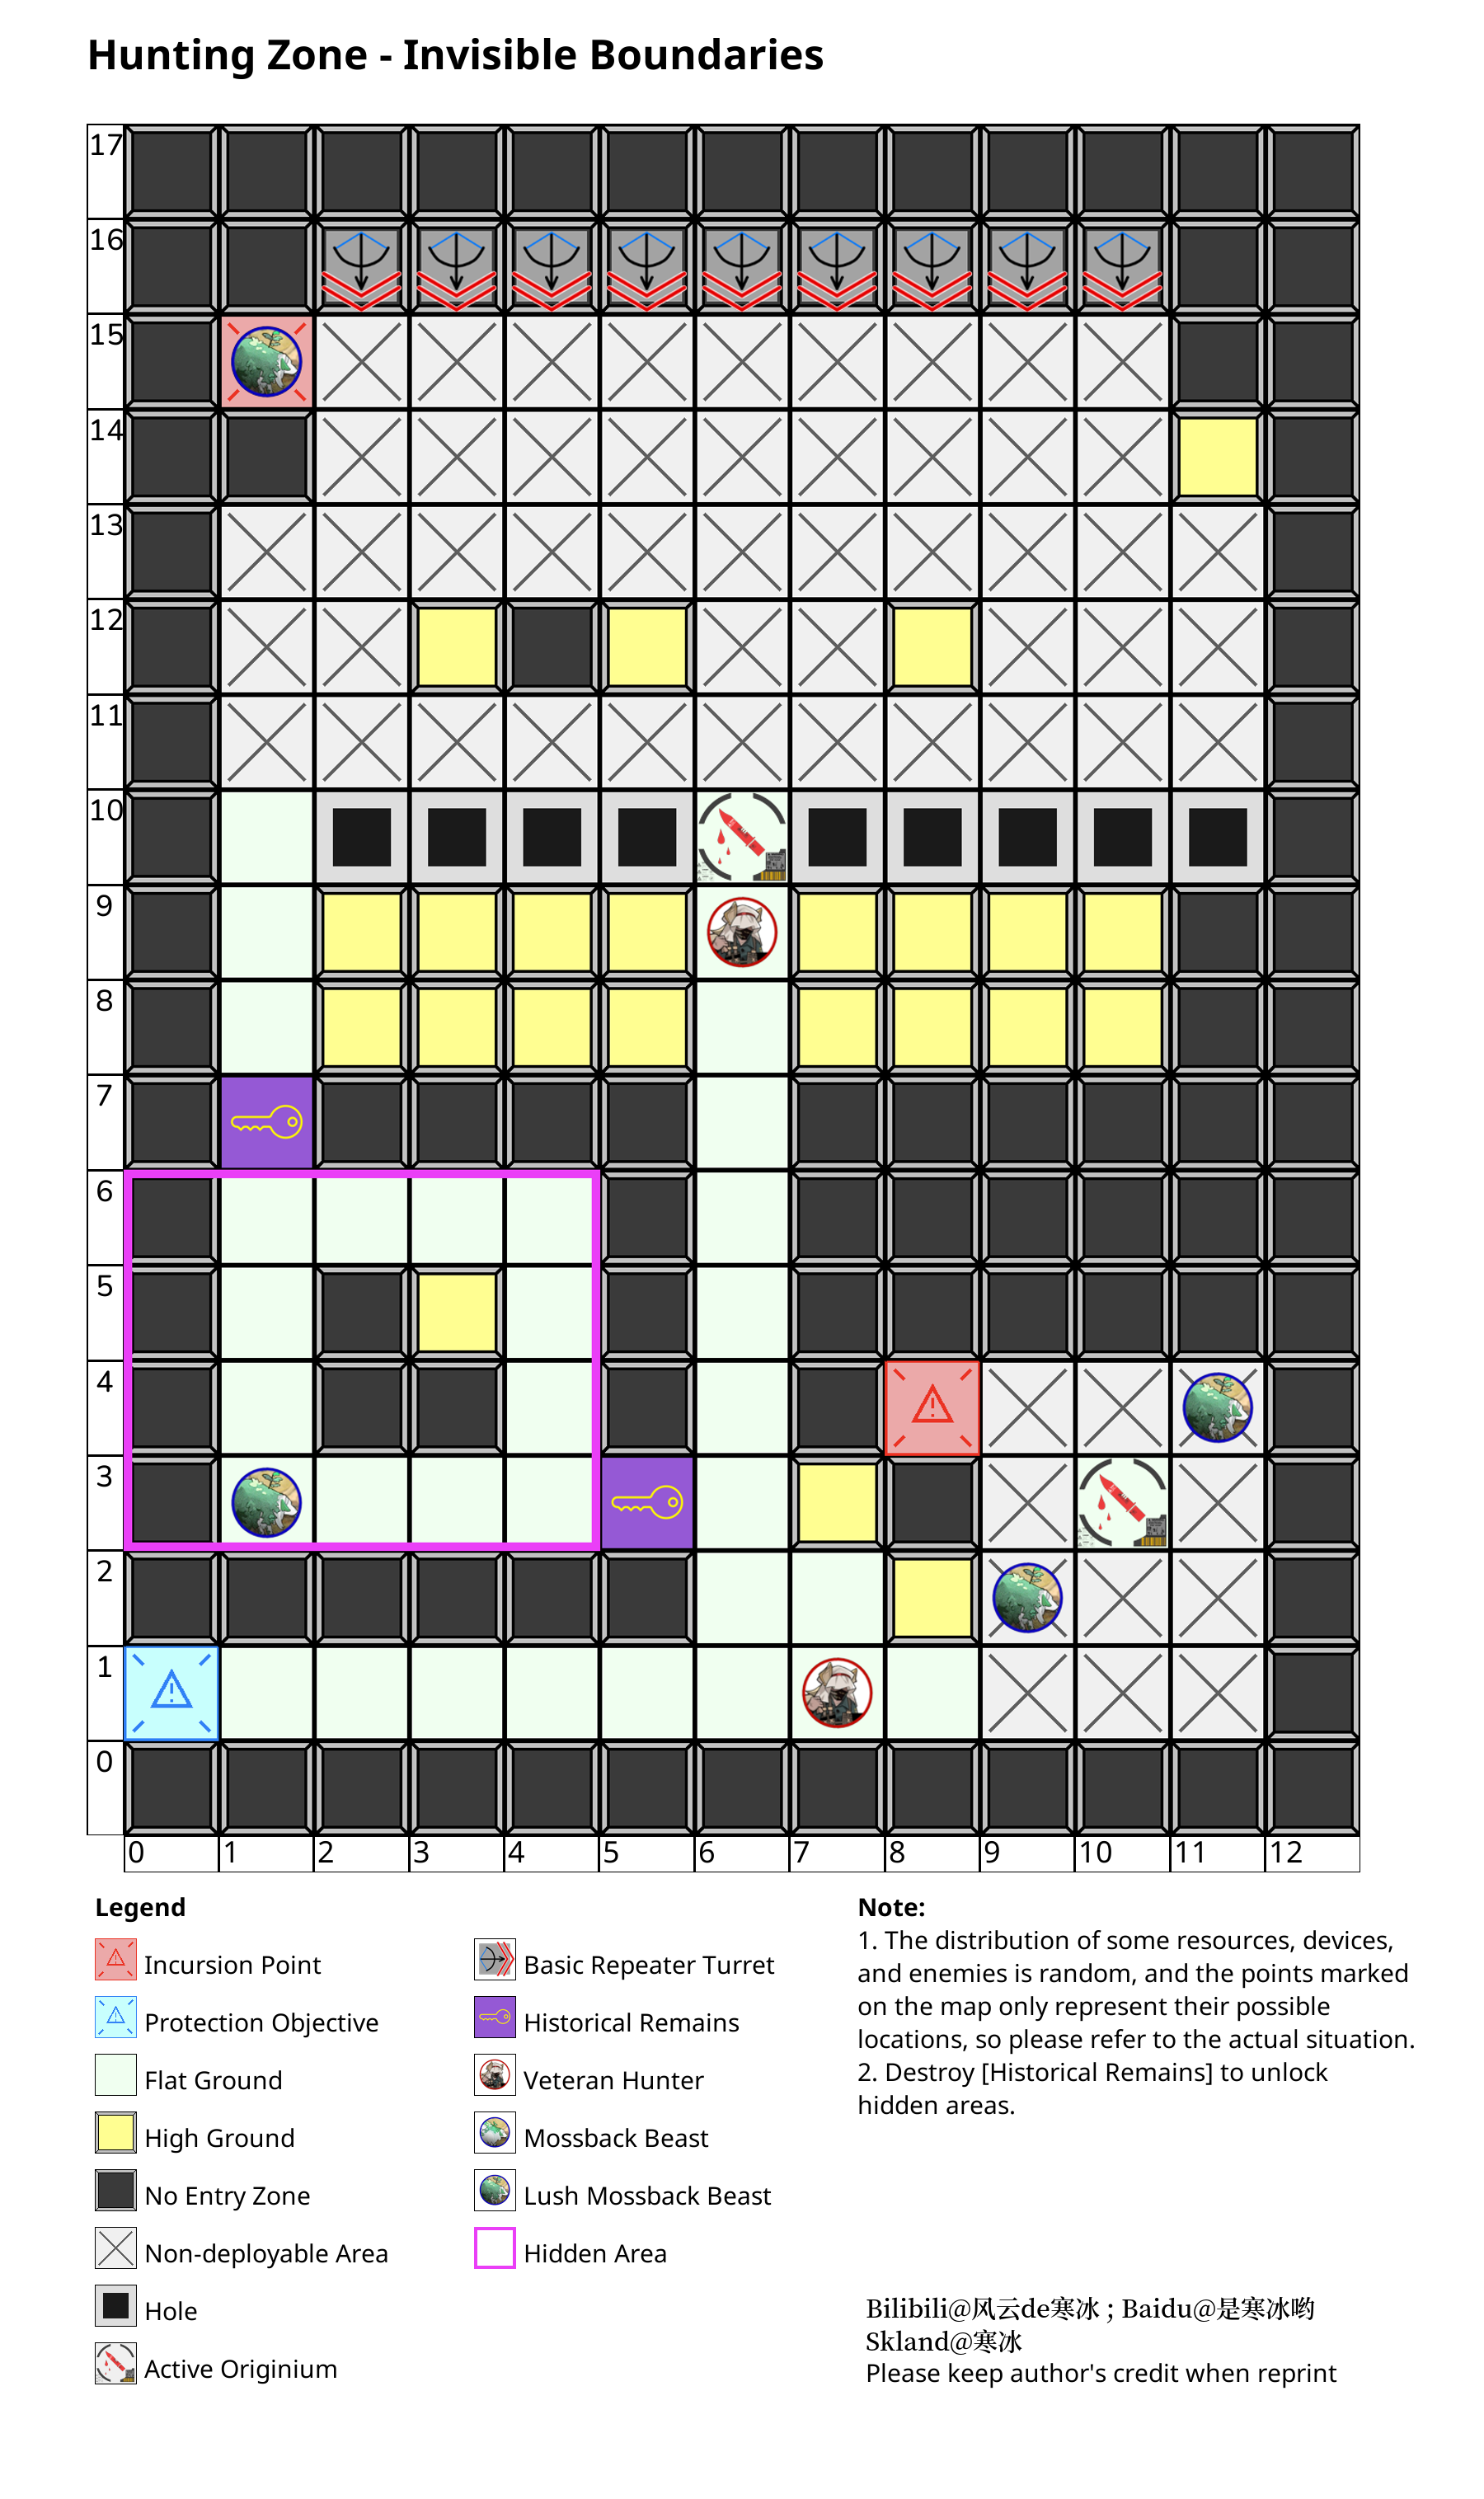 Hunting Zone - Invisible Boundaries
17
16
15
14
13
12
11
10
9
8
7
6
5
4
3
2
1
0
0 1 2 3 4 5 6 7 8 9 10 11 12
Legend
Incursion Point
Protection Objective
Flat Ground
High Ground
No Entry Zone
Non-deployable Area
Hole
Active Originium
Basic Repeater Turret
Historical Remains
Veteran Hunter
Mossback Beast
Lush Mossback Beast
Hidden Area
Note:
1. The distribution of some resources, devices,
and enemies is random, and the points marked
on the map only represent their possible
locations, so please refer to the actual situation.
2. Destroy [Historical Remains] to unlock
hidden areas.
Bilibili@风云de寒冰 ; Baidu@是寒冰哟
Skland@寒冰
Please keep author's credit when reprint